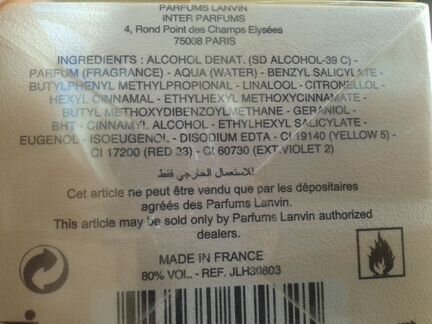 PARFUMS LANVIN
INTER PARFUMS
4, Rond Point des Champs Elysées
75008 PARIS
INGREDIENTS : ALCOHOL DENAT. (SD ALCOHOL-39 C) -
PARFUM (FRAGRANCE) - AQUA (WATER) - BENZYL SALICYLATE -
BUTYLPHENYL METHYLPROPIONAL - LINALOOL - CITRONELLOL -
HEXYL CINNAMAL - ETHYLHEXYL METHOXYCINNAMATE -
BUTYL METHOXYDIBENZOYLMETHANE - GERANIOL -
BHT - CINNAMYL ALCOHOL - ETHYLHEXYL SALICYLATE -
EUGENOL - ISOEUGENOL - DISODIUM EDTA - CI 19140 (YELLOW 5) -
CI 17200 (RED 33) - CI 60730 (EXT.VIOLET 2)
للاستعمال الخارجي فقط
Cet article ne peut être vendu que par les dépositaires
agréés des Parfums Lanvin.
This article may be sold only by Parfums Lanvin authorized
dealers.
MADE IN FRANCE
80% VOL. - REF. JLH30803